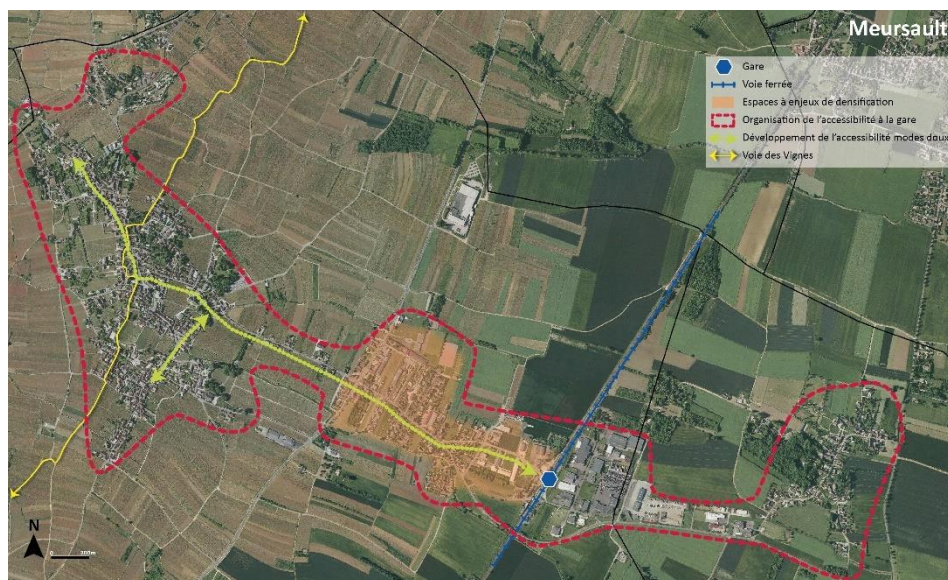 Meursault
Gare
Voie ferrée
Espaces à enjeux de densification
Organisation de l'accessibilité à la gare
Développement de l'accessibilité modes doux
Voie des Vignes
N
0